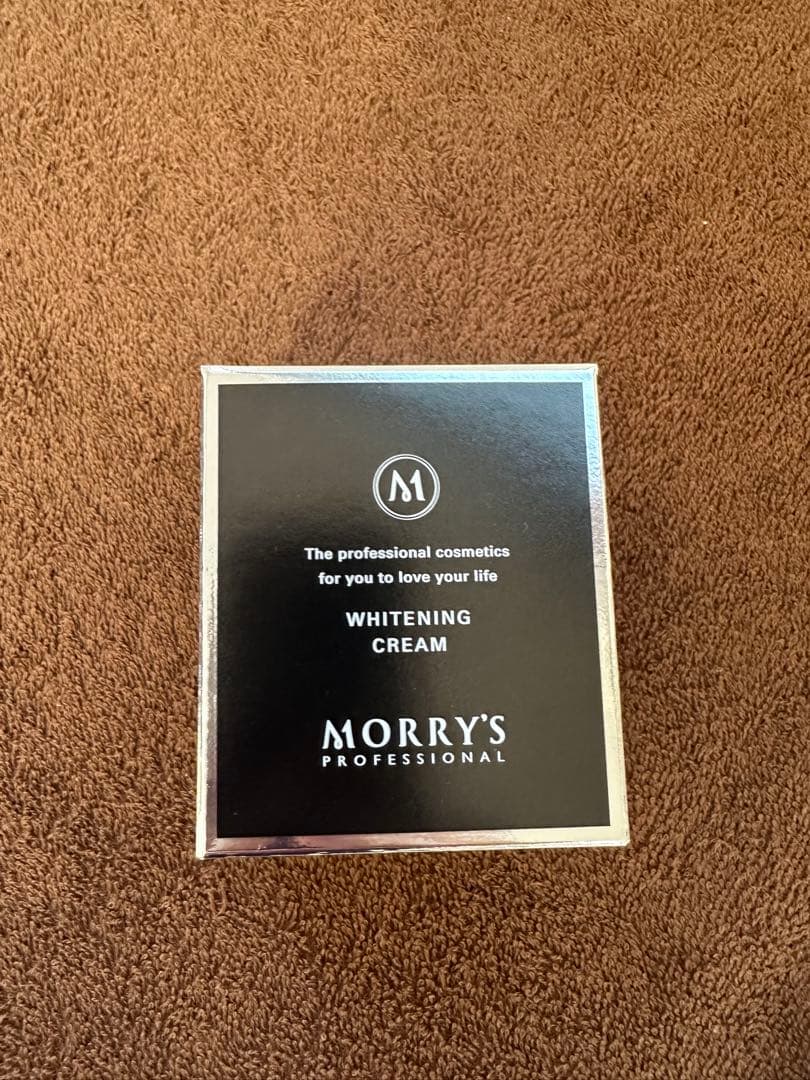 M
The professional cosmetics
for you to love your life
WHITENING
CREAM
MORRY'S
PROFESSIONAL